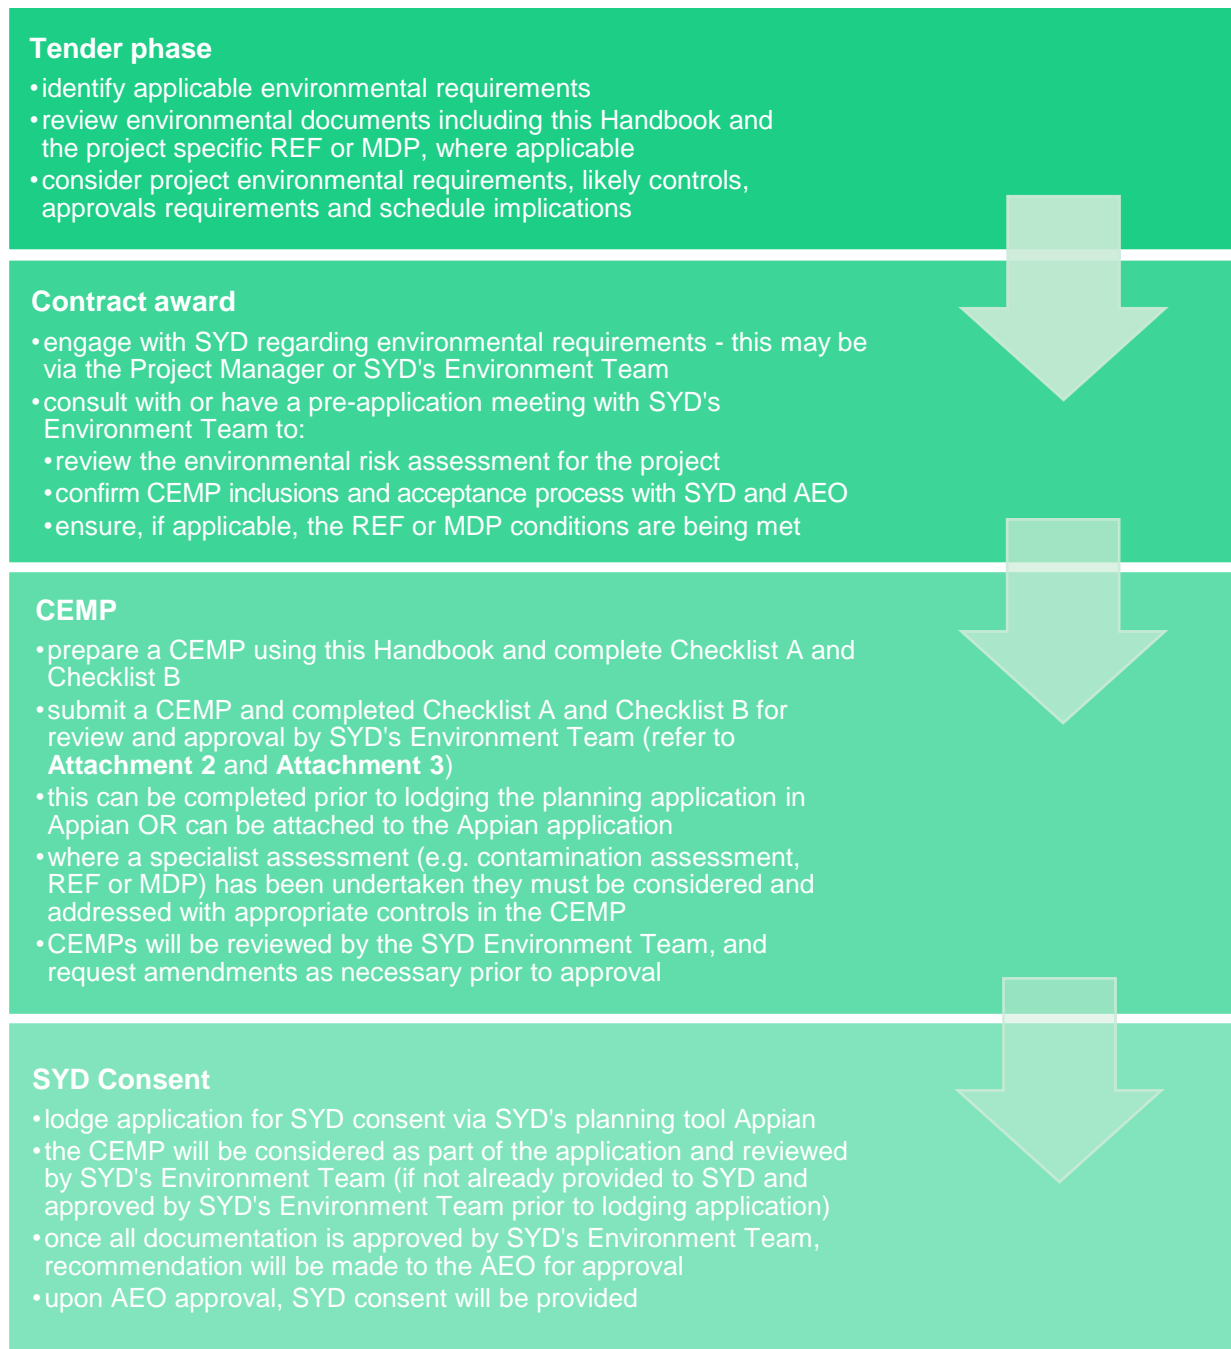 Tender phase
•identify applicable environmental requirements
•review environmental documents including this Handbook and
the project specific REF or MDP, where applicable
•consider project environmental requirements, likely controls,
approvals requirements and schedule implications
Contract award
•engage with SYD regarding environmental requirements - this may be
via the Project Manager or SYD's Environment Team
•consult with or have a pre-application meeting with SYD's
Environment Team to:
•review the environmental risk assessment for the project
•confirm CEMP inclusions and acceptance process with SYD and AEO
•ensure, if applicable, the REF or MDP conditions are being met
CEMP
•prepare a CEMP using this Handbook and complete Checklist A and
Checklist B
•submit a CEMP and completed Checklist A and Checklist B for
review and approval by SYD's Environment Team (refer to
Attachment 2 and Attachment 3)
•this can be completed prior to lodging the planning application in
Appian OR can be attached to the Appian application
•where a specialist assessment (e.g. contamination assessment,
REF or MDP) has been undertaken they must be considered and
addressed with appropriate controls in the CEMP
•CEMPs will be reviewed by the SYD Environment Team, and
request amendments as necessary prior to approval
SYD Consent
•lodge application for SYD consent via SYD's planning tool Appian
•the CEMP will be considered as part of the application and reviewed
by SYD's Environment Team (if not already provided to SYD and
approved by SYD's Environment Team prior to lodging application)
•once all documentation is approved by SYD's Environment Team,
recommendation will be made to the AEO for approval
•upon AEO approval, SYD consent will be provided